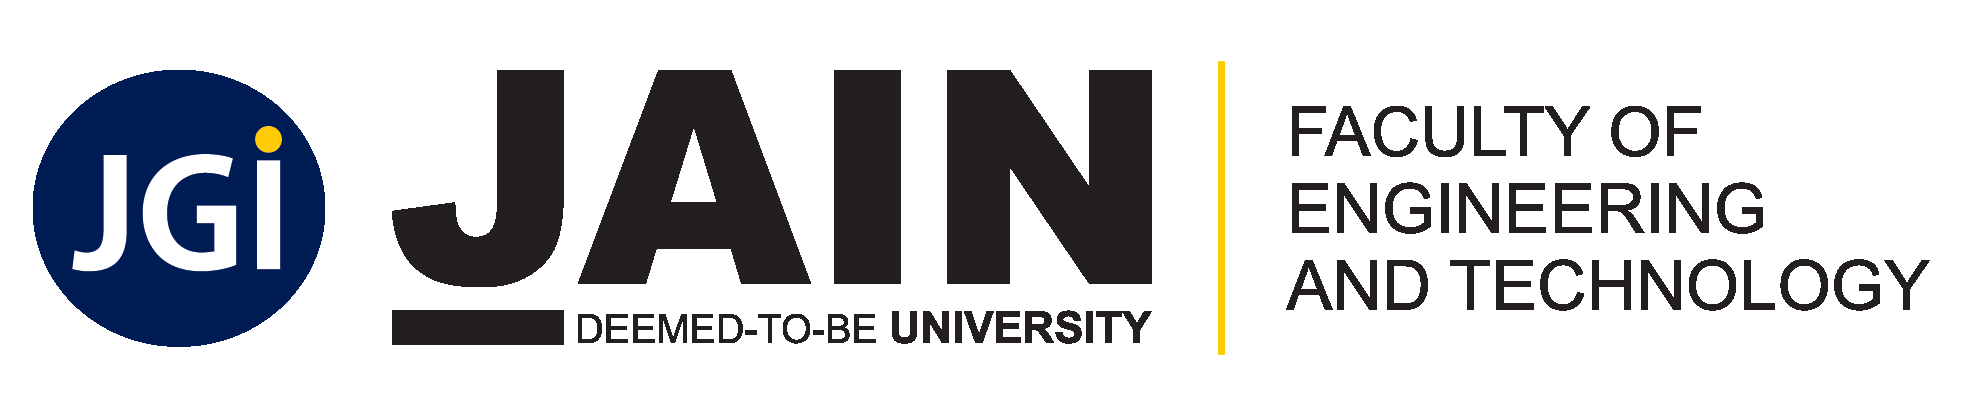 JGi
JAIN
DEEMED-TO-BE UNIVERSITY
FACULTY OF
ENGINEERING
AND TECHNOLOGY